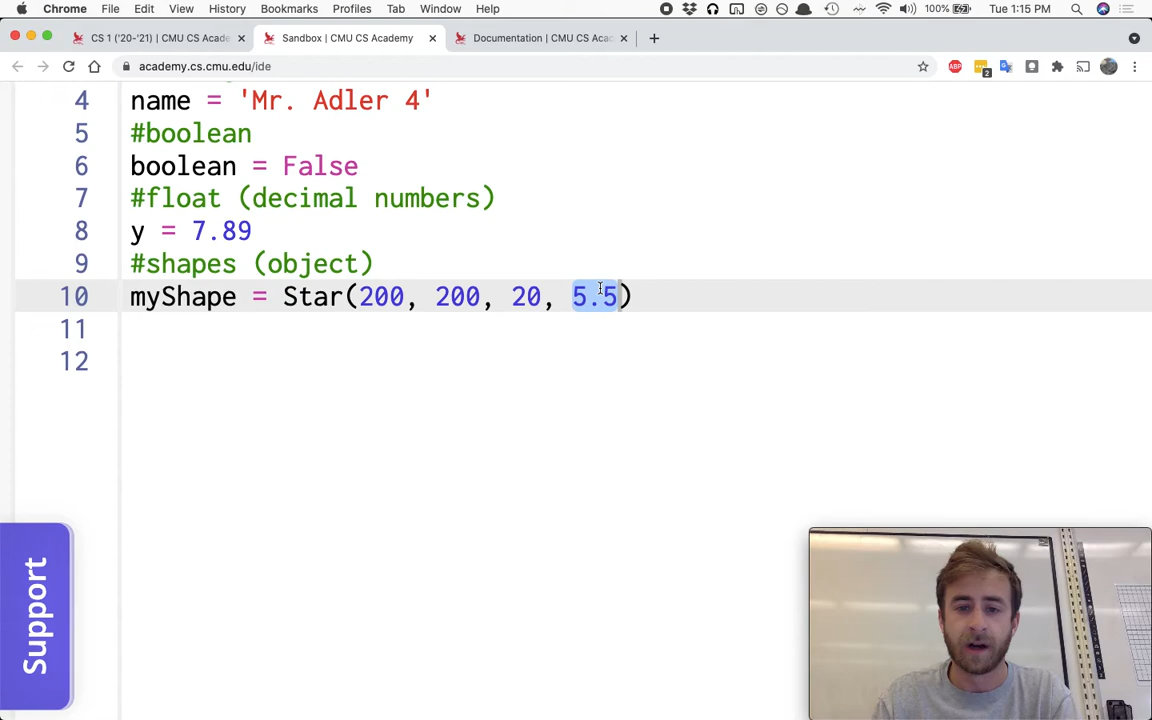 Chrome File Edit View History Bookmarks Profiles Tab Window Help 100% Tue 1:15 PM
CS 1 ('20-'21) | CMU CS Acade Sandbox | CMU CS Academy Documentation | CMU CS Aca
academy.cs.cmu.edu/ide
ABP 2
4 name = 'Mr. Adler 4'
5 #boolean
6 boolean = False
7 #float (decimal numbers)
8 y = 7.89
9 #shapes (object)
10 myShape = Star(200, 200, 20, 5.5)
11
12
Support